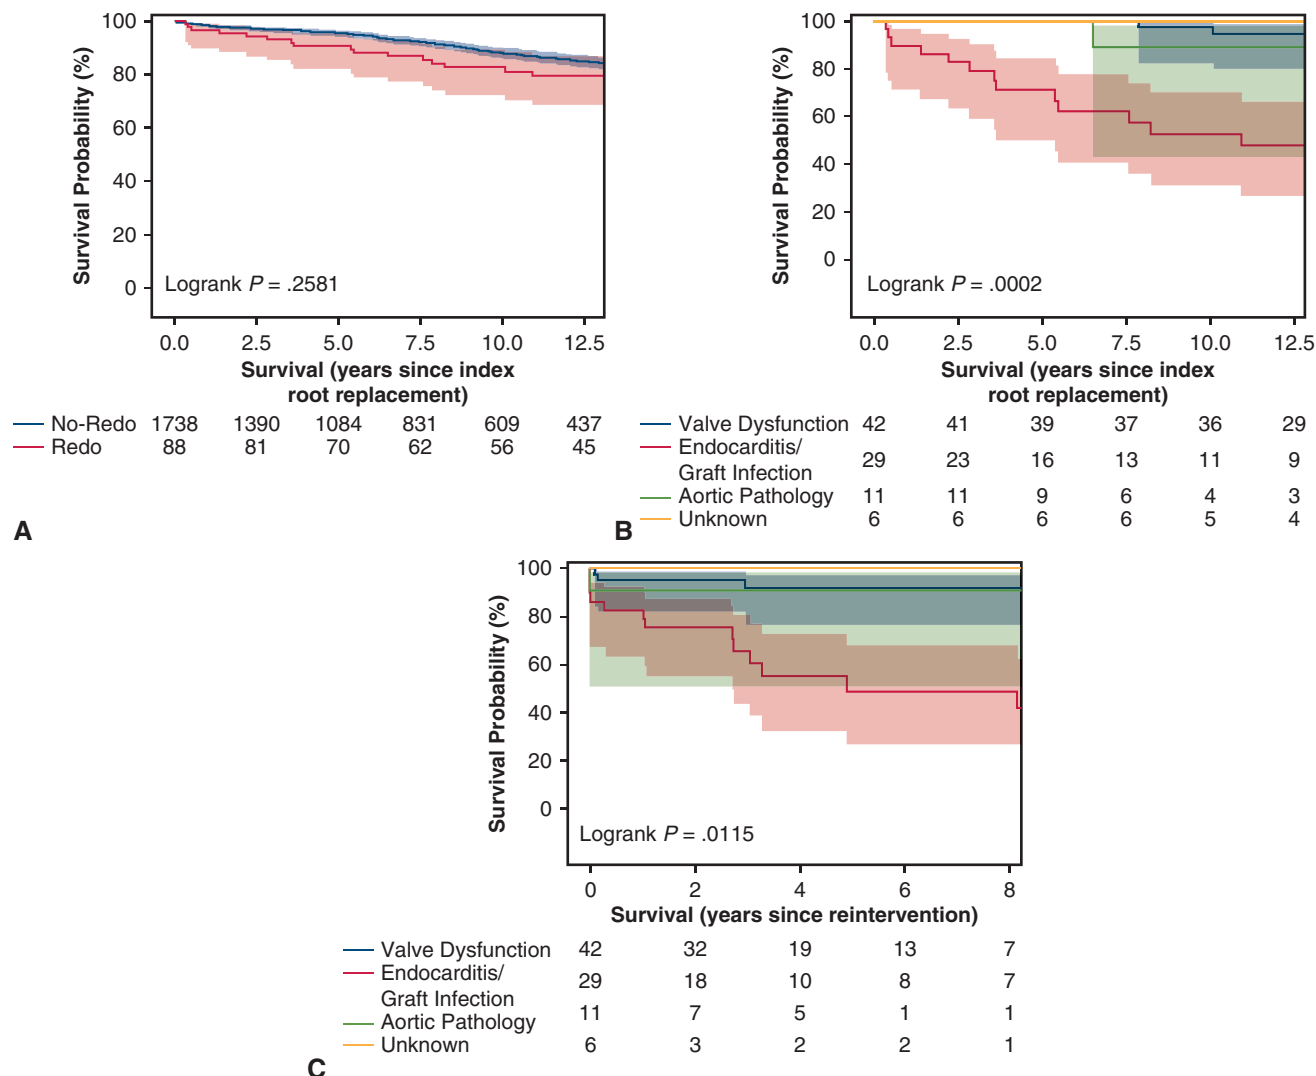 100
80
60
40
20
0
Survival Probability (%)
Logrank P = .2581
0.0 2.5 5.0 7.5 10.0 12.5
Survival (years since index
root replacement)
No-Redo 1738 1390 1084 831 609 437
Redo 88 81 70 62 56 45
A
100
80
60
40
20
0
Survival Probability (%)
Logrank P = .0002
0.0 2.5 5.0 7.5 10.0 12.5
Survival (years since index
root replacement)
Valve Dysfunction 42 41 39 37 36 29
Endocarditis/
Graft Infection 29 23 16 13 11 9
Aortic Pathology 11 11 9 6 4 3
Unknown 6 6 6 6 5 4
B
100
80
60
40
20
0
Survival Probability (%)
Logrank P = .0115
0 2 4 6 8
Survival (years since reintervention)
Valve Dysfunction 42 32 19 13 7
Endocarditis/
Graft Infection 29 18 10 8 7
Aortic Pathology 11 7 5 1 1
Unknown 6 3 2 2 1
C